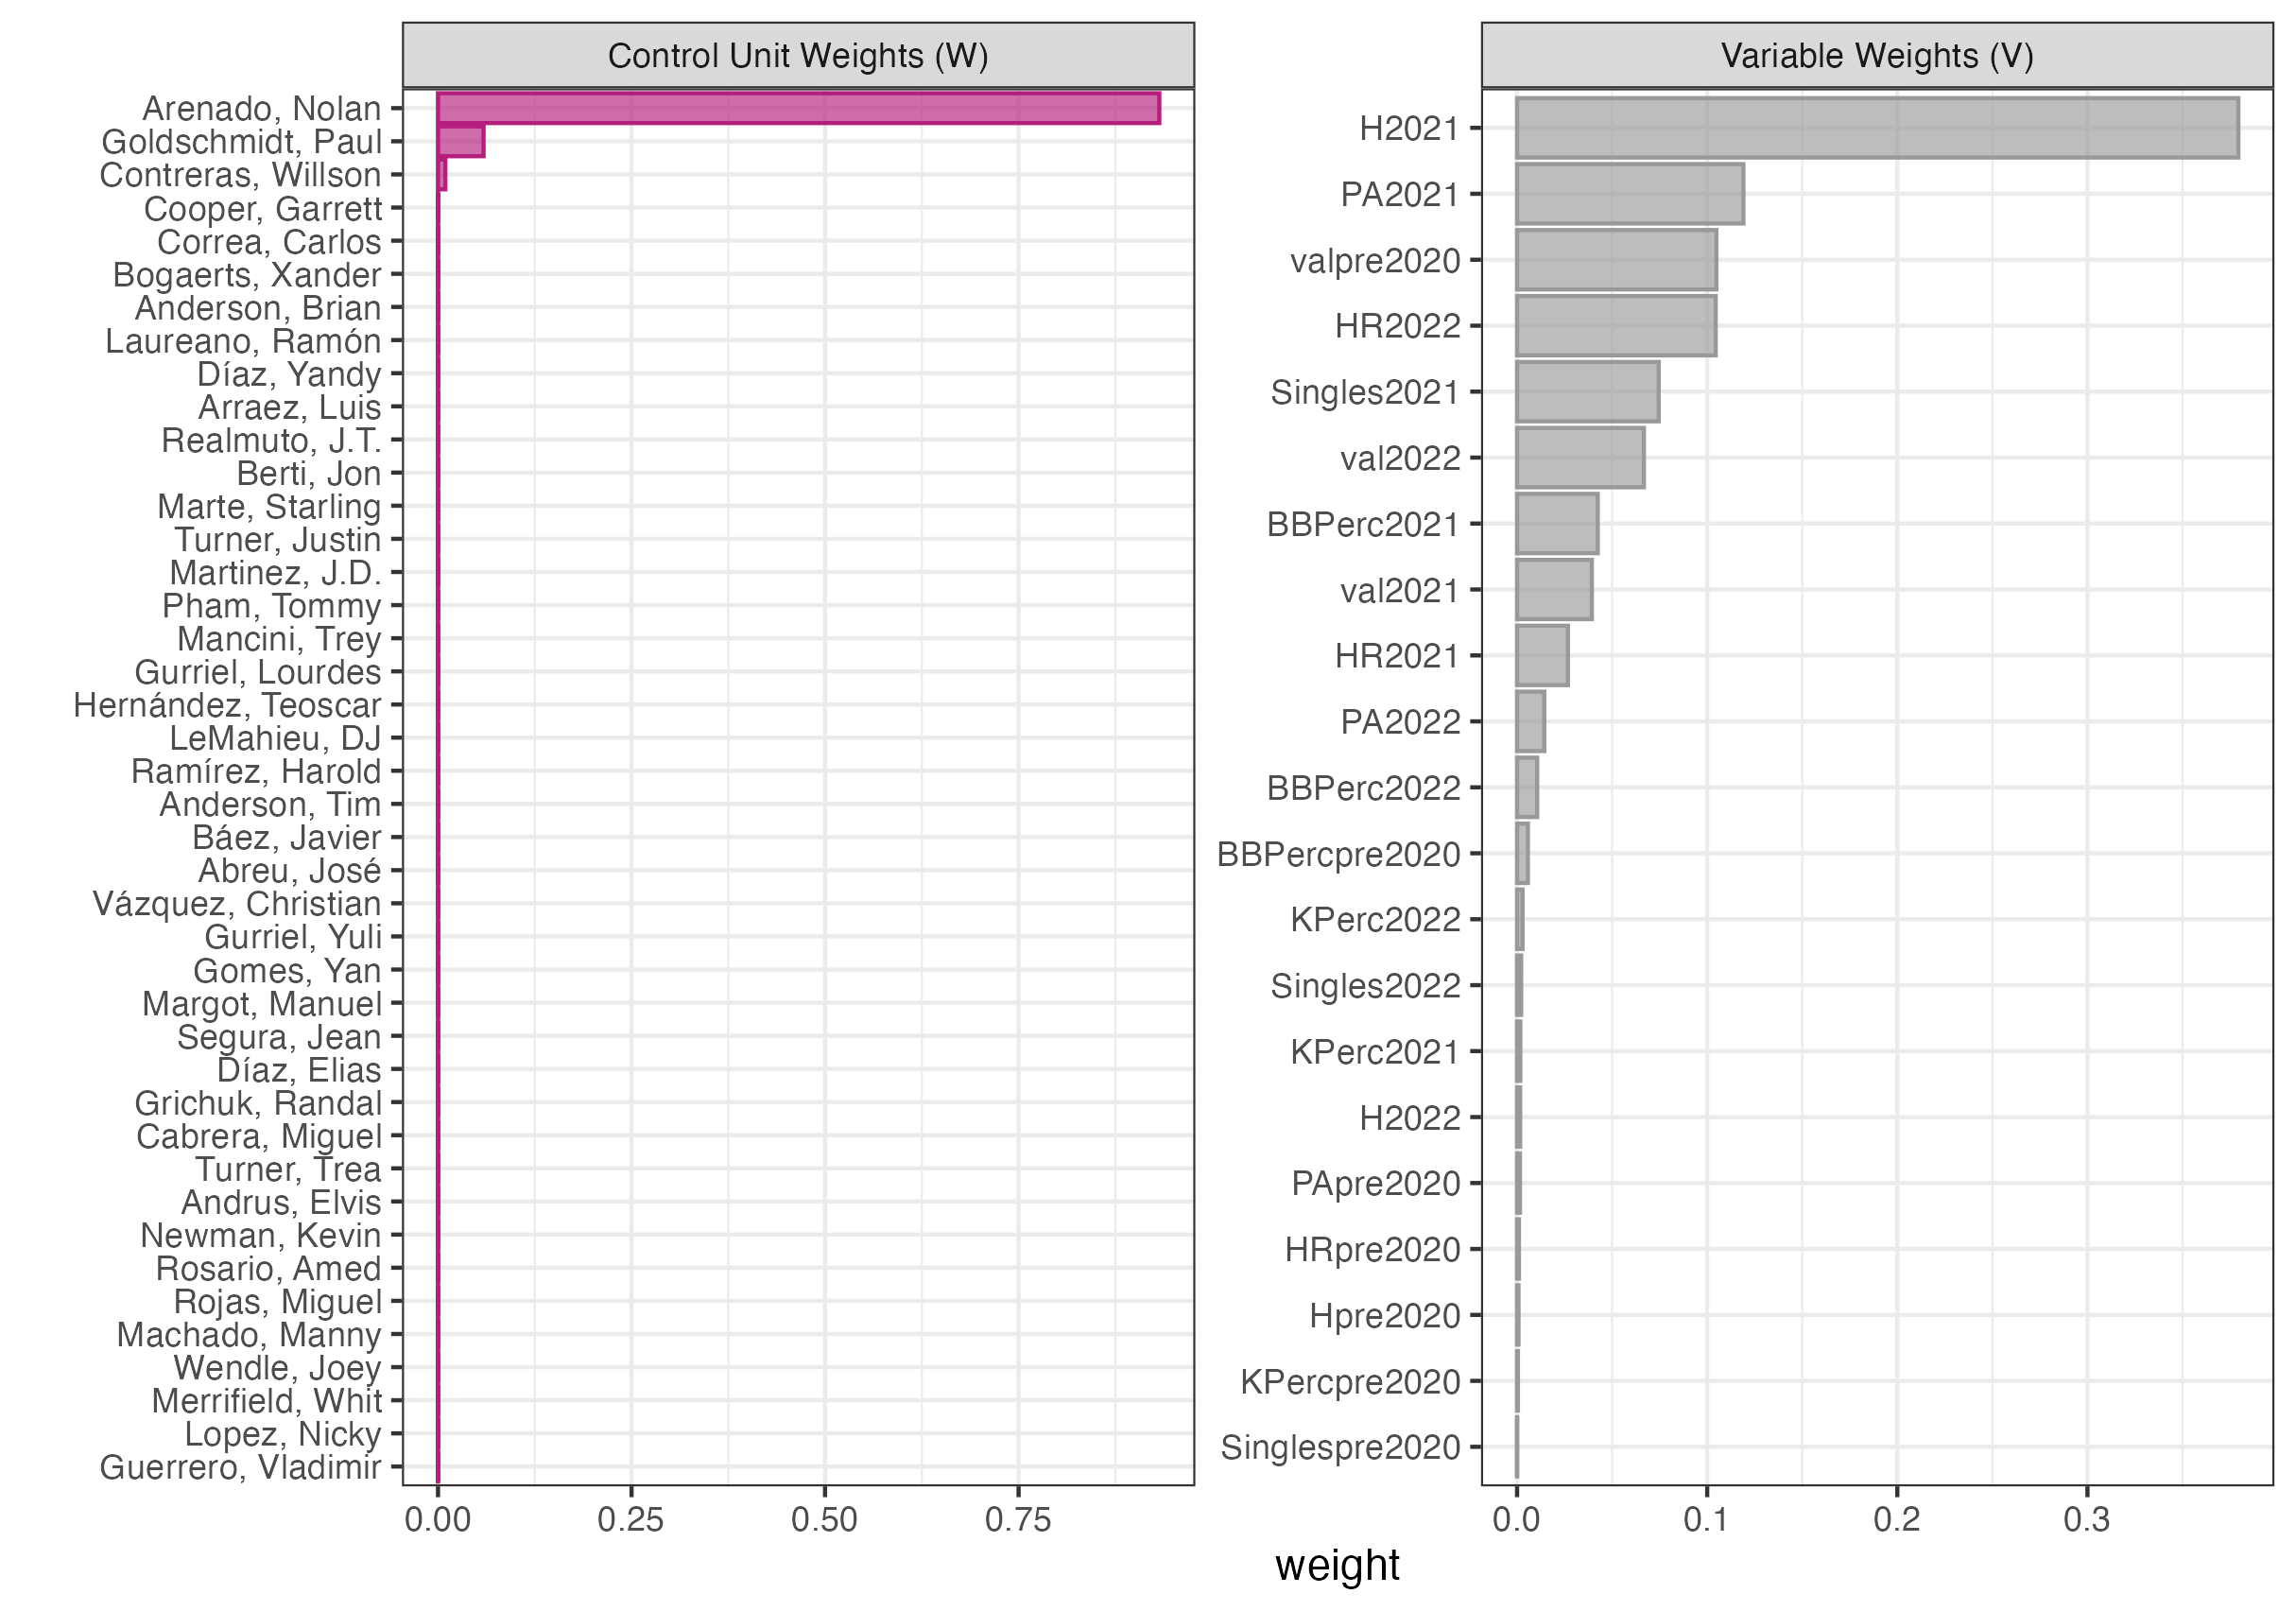 Control Unit Weights (W)
Arenado, Nolan
Goldschmidt, Paul
Contreras, Willson
Cooper, Garrett
Correa, Carlos
Bogaerts, Xander
Anderson, Brian
Laureano, Ramón
Díaz, Yandy
Arraez, Luis
Realmuto, J.T.
Berti, Jon
Marte, Starling
Turner, Justin
Martinez, J.D.
Pham, Tommy
Mancini, Trey
Gurriel, Lourdes
Hernández, Teoscar
LeMahieu, DJ
Ramírez, Harold
Anderson, Tim
Báez, Javier
Abreu, José
Vázquez, Christian
Gurriel, Yuli
Gomes, Yan
Margot, Manuel
Segura, Jean
Díaz, Elias
Grichuk, Randal
Cabrera, Miguel
Turner, Trea
Andrus, Elvis
Newman, Kevin
Rosario, Amed
Rojas, Miguel
Machado, Manny
Wendle, Joey
Merrifield, Whit
Lopez, Nicky
Guerrero, Vladimir
0.00 0.25 0.50 0.75
Variable Weights (V)
H2021
PA2021
valpre2020
HR2022
Singles2021
val2022
BBPerc2021
val2021
HR2021
PA2022
BBPerc2022
BBPercpre2020
KPerc2022
Singles2022
KPerc2021
H2022
PApre2020
HRpre2020
Hpre2020
KPercpre2020
Singlespre2020
0.0 0.1 0.2 0.3
weight